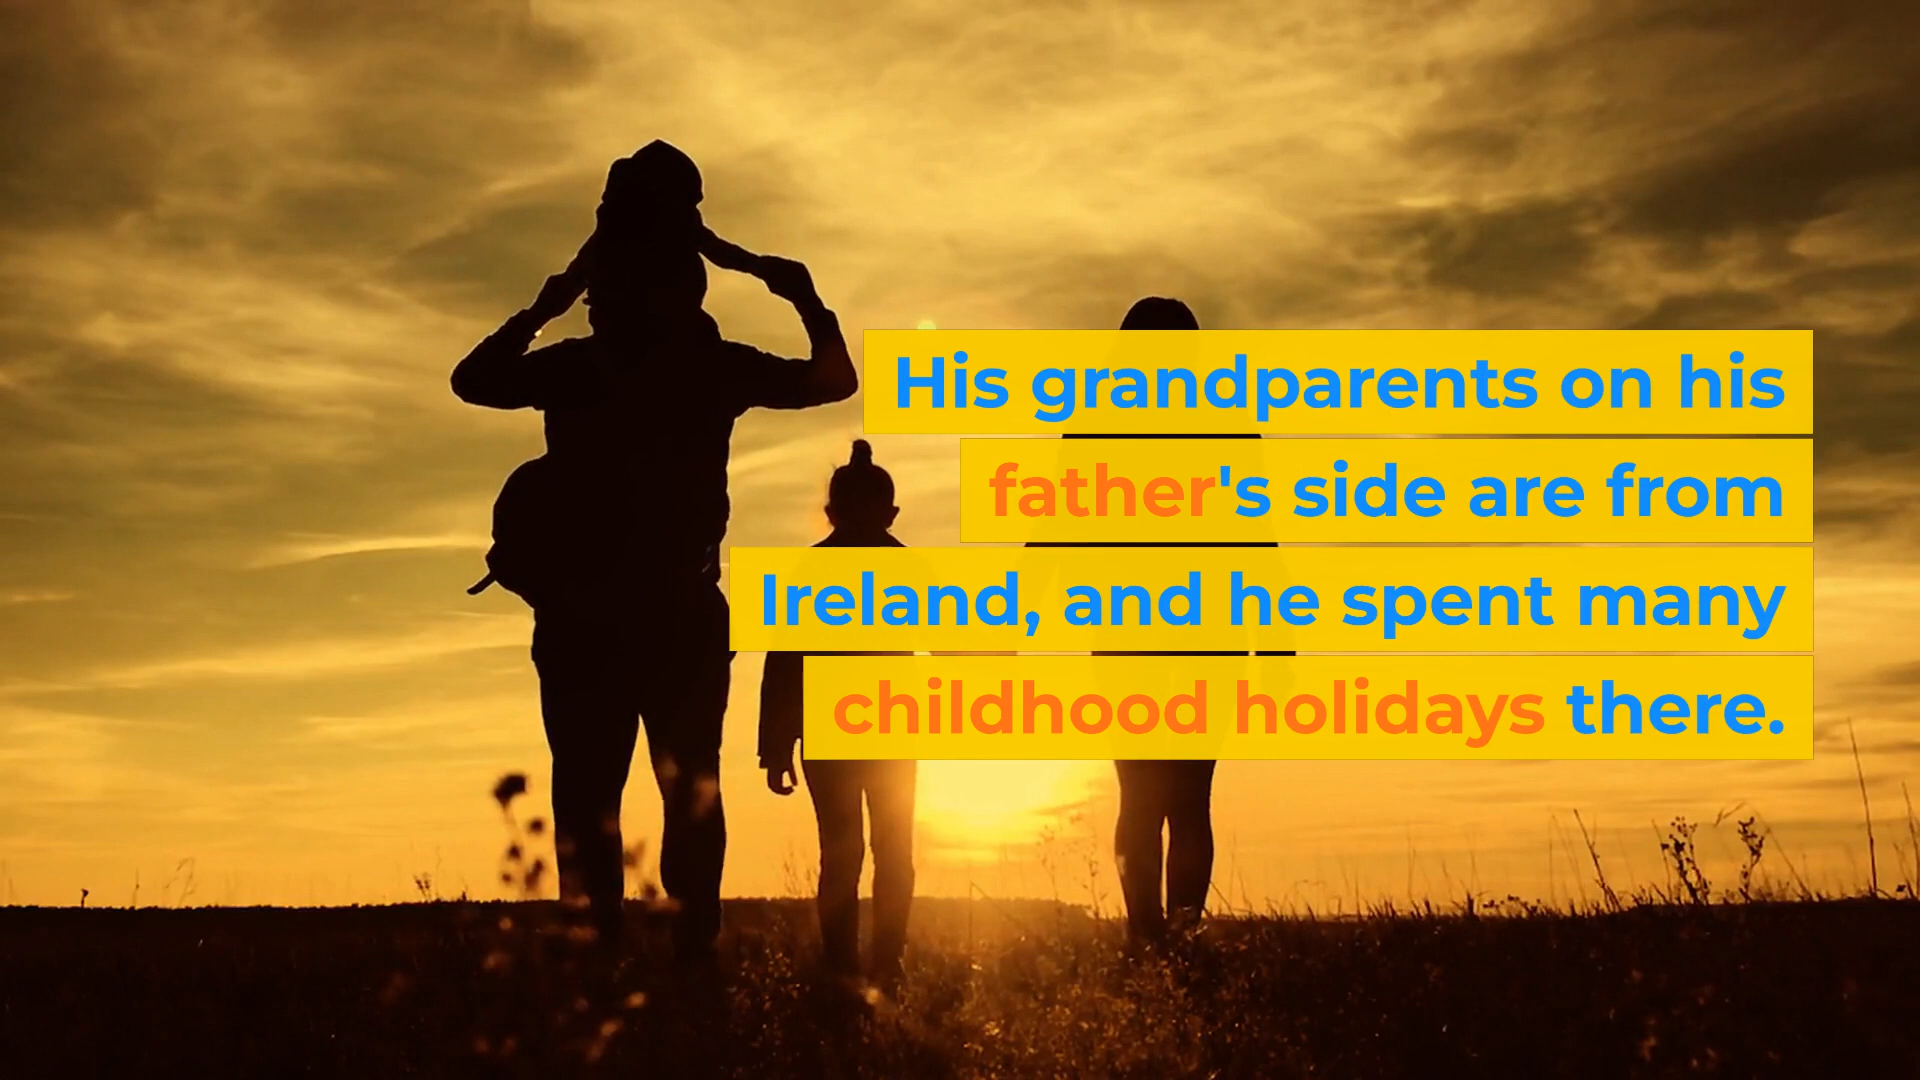 His grandparents on his
father's side are from
Ireland, and he spent many
childhood holidays there.